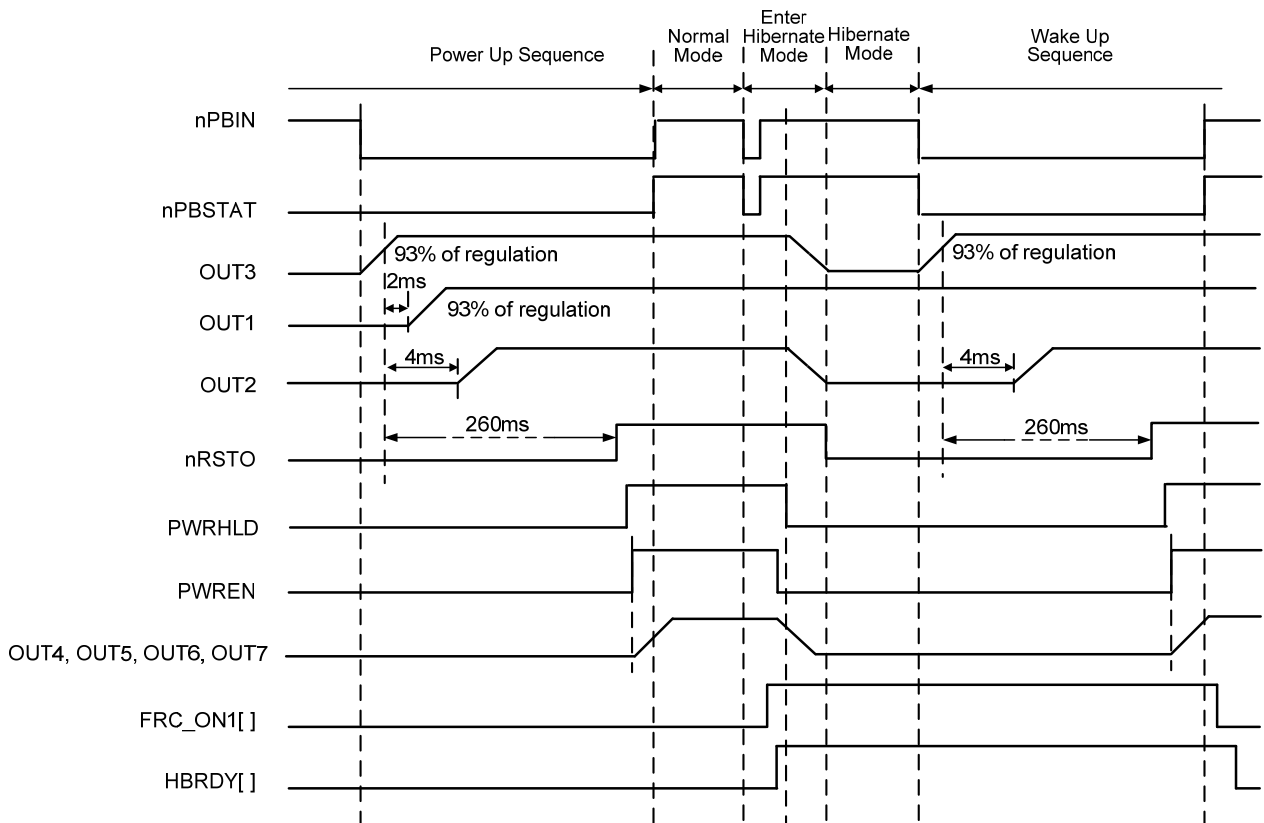 Power Up Sequence
Normal
Mode
Enter
Hibernate
Mode
Hibernate
Mode
Wake Up
Sequence
nPBIN
nPBSTAT
OUT3
93% of regulation
93% of regulation
2ms
OUT1
93% of regulation
OUT2
4ms
4ms
nRSTO
260ms
260ms
PWRHLD
PWREN
OUT4, OUT5, OUT6, OUT7
FRC_ON1[ ]
HBRDY[ ]